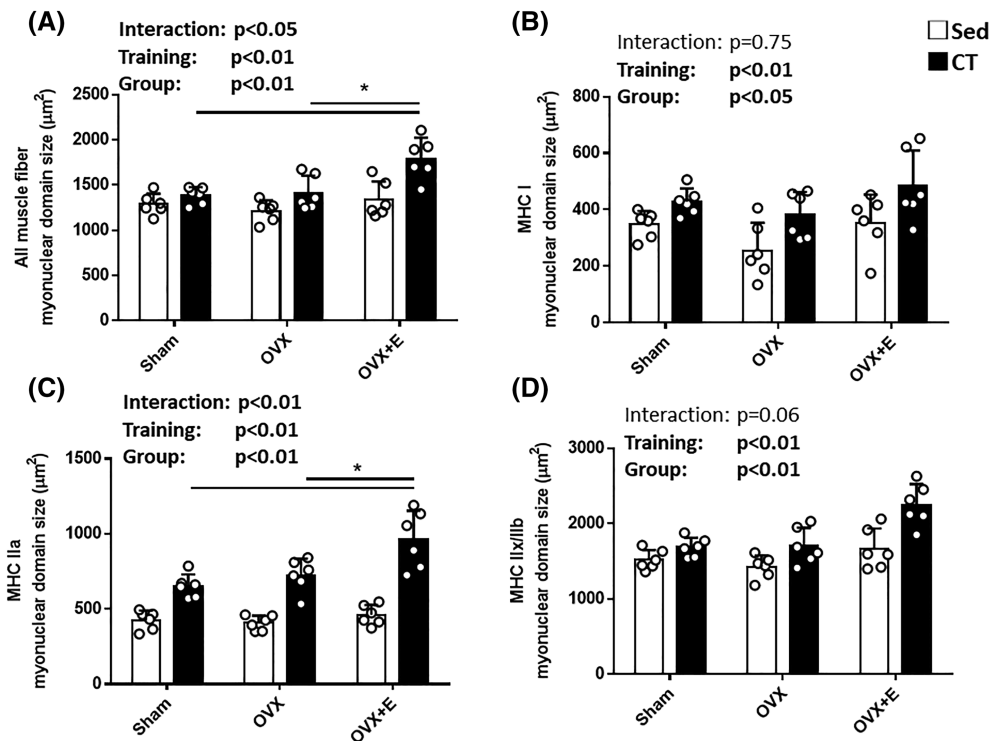 (A)
Interaction: p<0.05
Training: p<0.01
Group: p<0.01
All muscle fiber
myonuclear domain size (μm²)
2500
2000
1500
1000
500
0
*
Sham
OVX
OVX+E
(B)
Interaction: p=0.75
Training: p<0.01
Group: p<0.05
Sed
CT
MHC I
myonuclear domain size (μm²)
800
600
400
200
0
Sham
OVX
OVX+E
(C)
Interaction: p<0.01
Training: p<0.01
Group: p<0.01
MHC IIa
myonuclear domain size (μm²)
1500
1000
500
0
*
Sham
OVX
OVX+E
(D)
Interaction: p=0.06
Training: p<0.01
Group: p<0.01
MHC IIx/IIb
myonuclear domain size (μm²)
3000
2000
1000
0
Sham
OVX
OVX+E